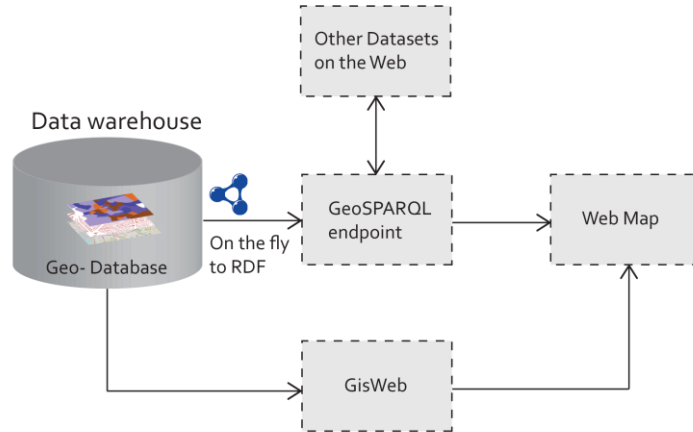 Other Datasets
on the Web
Data warehouse
Geo- Database
On the fly
to RDF
GeoSPARQL
endpoint
Web Map
GisWeb